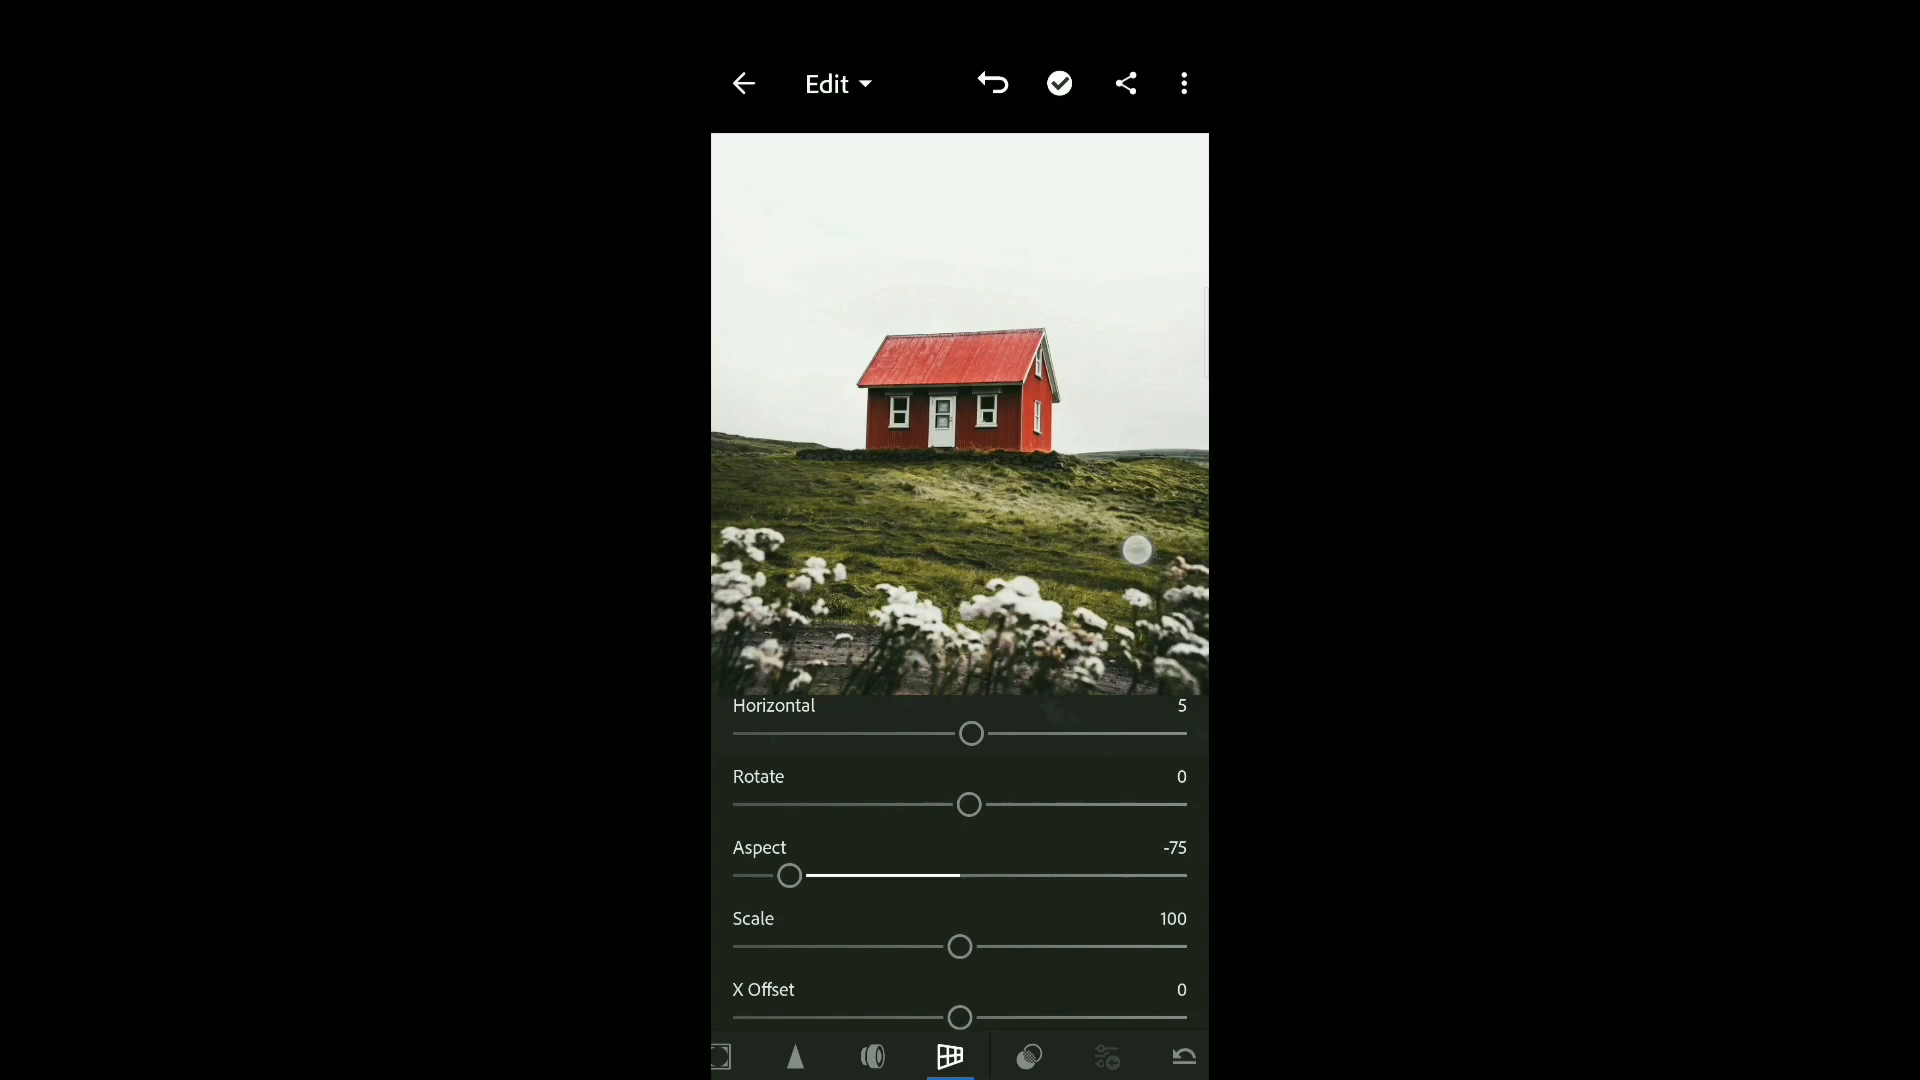 Edit
Horizontal 5
Rotate 0
Aspect -75
Scale 100
X Offset 0